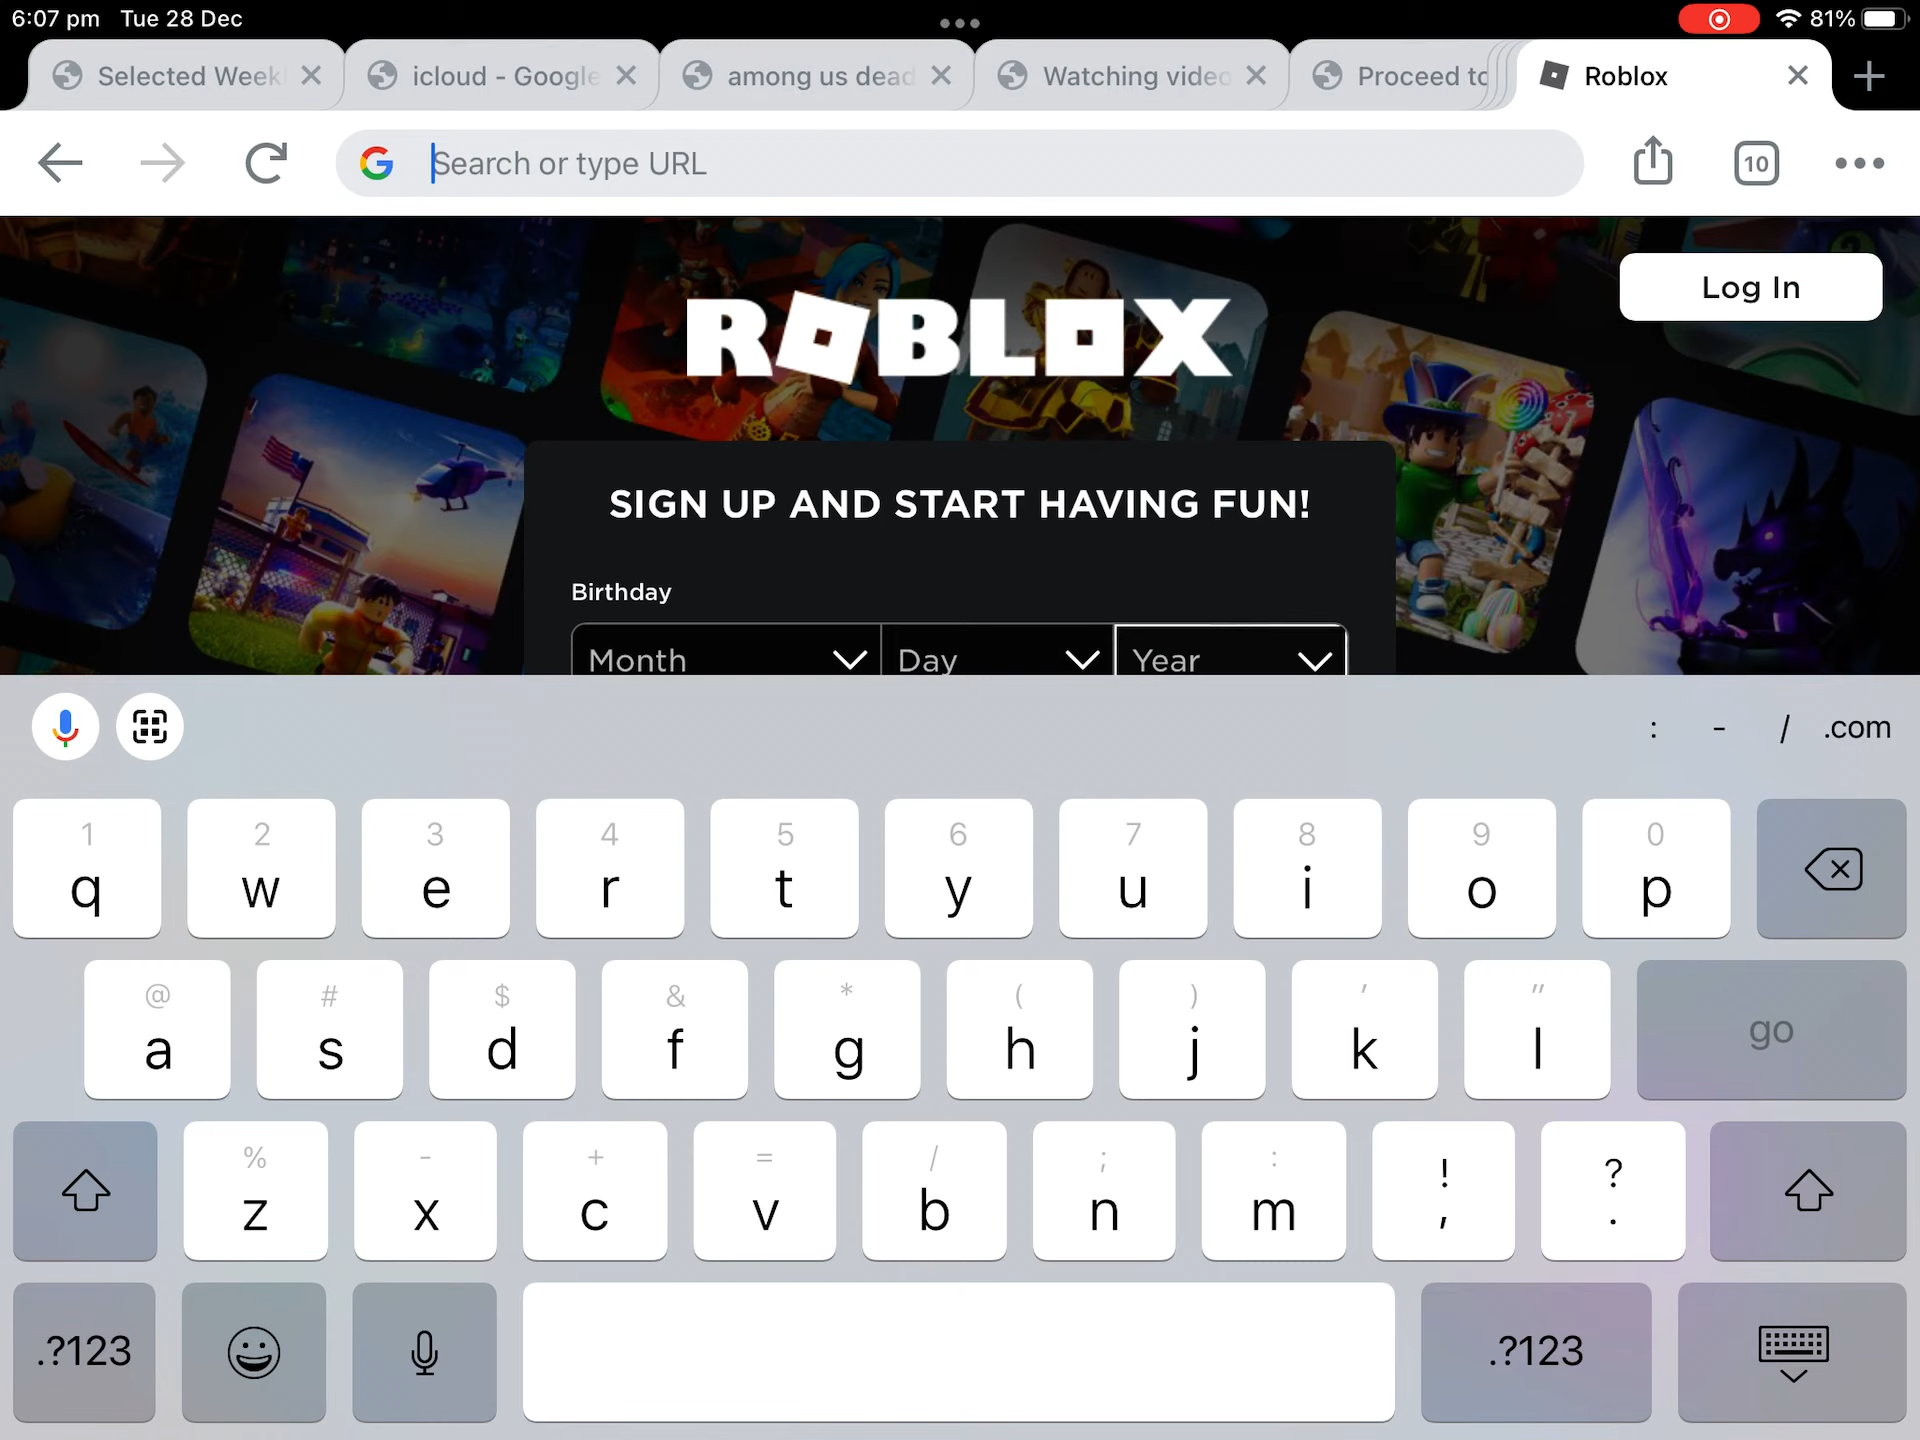 6:07 pm Tue 28 Dec
81%
Selected Week
icloud - Google
among us dead
Watching video
Proceed to
Roblox
Search or type URL
10
Log In
ROBLOX
SIGN UP AND START HAVING FUN!
Birthday
Month Day Year
: - / .com
1 2 3 4 5 6 7 8 9 0
q w e r t y u i o p
@ # $ & * ( ) ' "
a s d f g h j k l go
% - + = / ; : ! ?
z x c v b n m , .
.?123 .?123